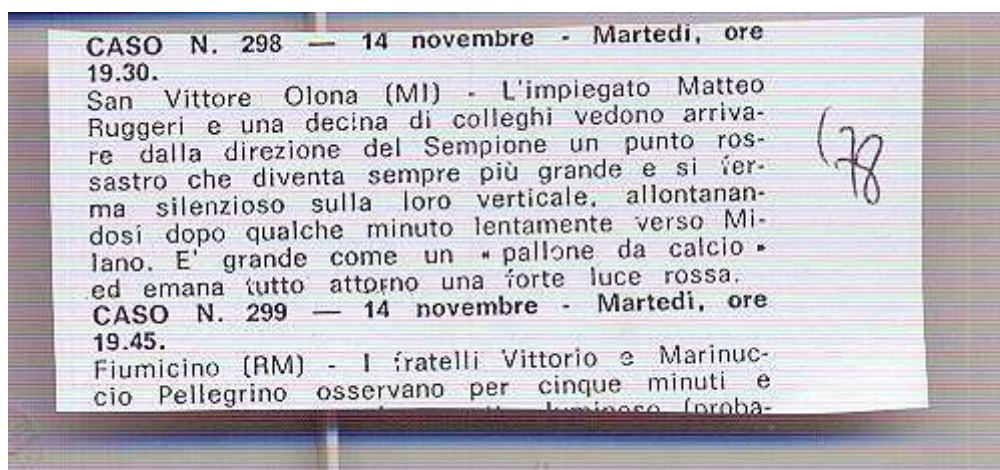 CASO N. 298 — 14 novembre - Martedì, ore
19.30.
San Vittore Olona (MI) - L'impiegato Matteo
Ruggeri e una decina di colleghi vedono arriva-
re dalla direzione del Sempione un punto ros-
sastro che diventa sempre più grande e si fer-
ma silenzioso sulla loro verticale, allontanan-
dosi dopo qualche minuto lentamente verso Mi-
lano. E' grande come un « pallone da calcio »
ed emana tutto attorno una forte luce rossa.
CASO N. 299 — 14 novembre - Martedì, ore
19.45.
Fiumicino (RM) - I fratelli Vittorio e Marinuc-
cio Pellegrino osservano per cinque minuti e
luminoso (proba-
(78